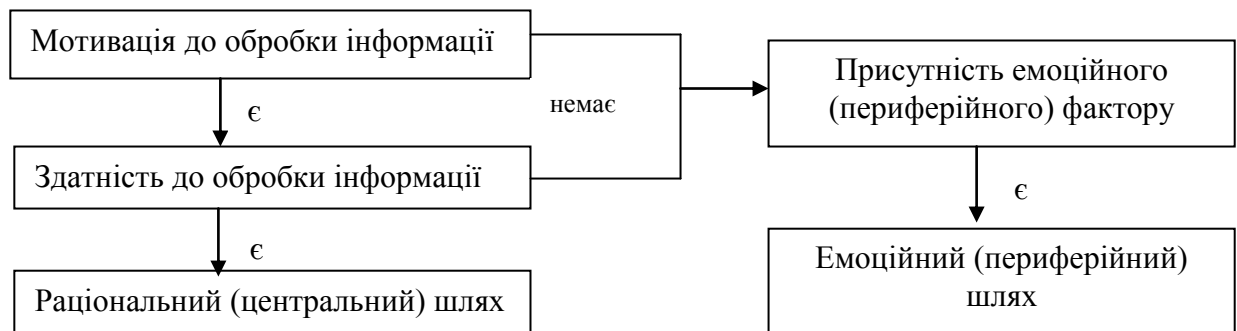 Мотивація до обробки інформації
є
Здатність до обробки інформації
є
Раціональний (центральний) шлях
немає
Присутність емоційного
(периферійного) фактору
є
Емоційний (периферійний)
шлях